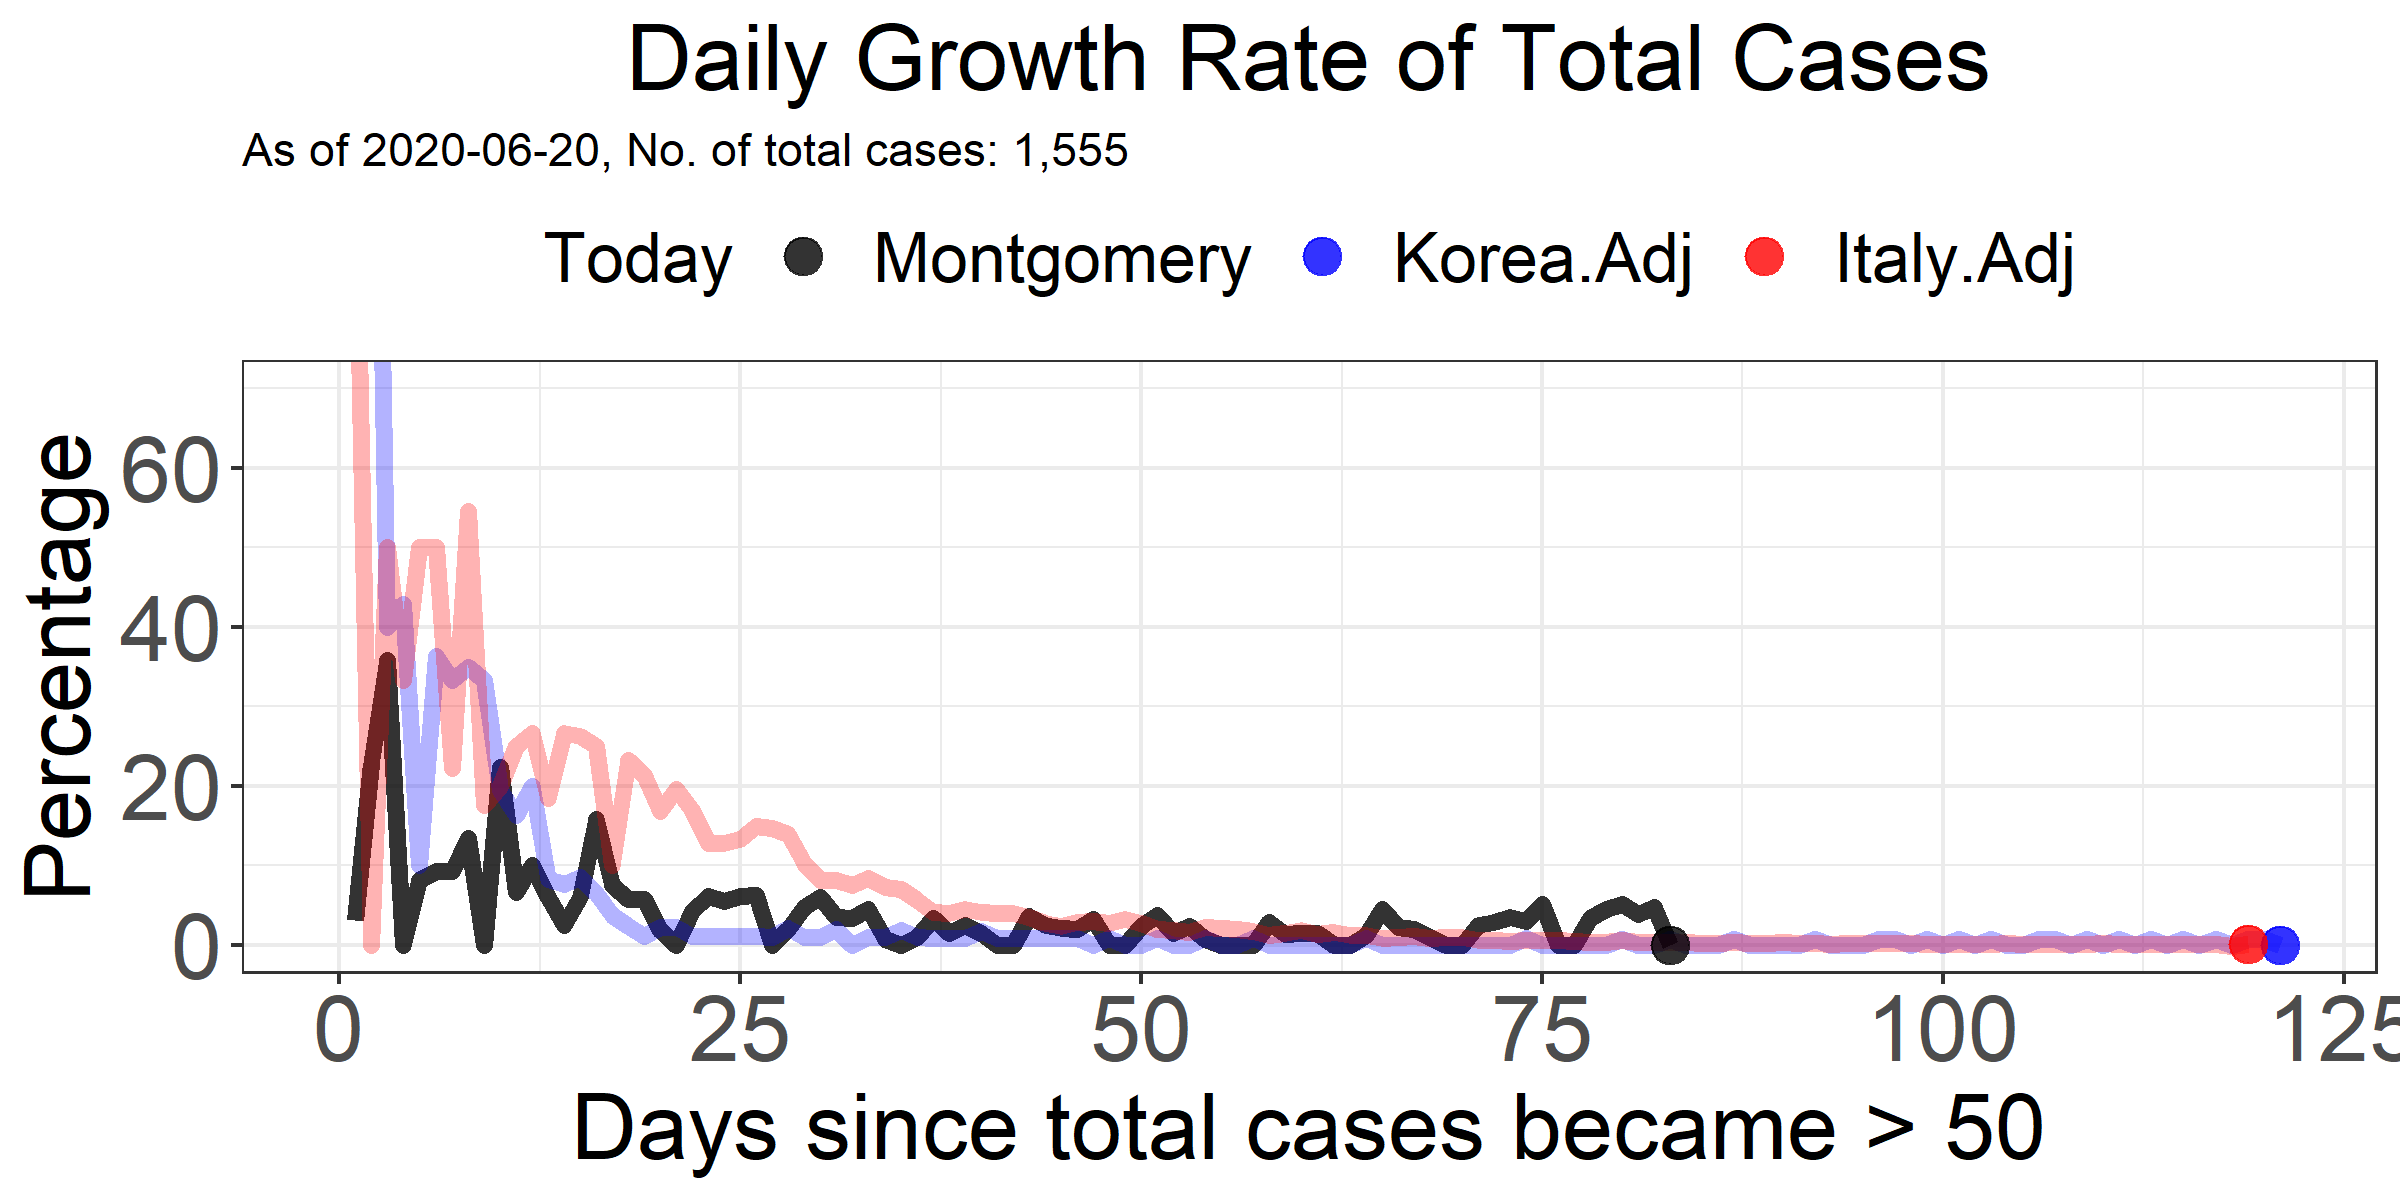 Daily Growth Rate of Total Cases
As of 2020-06-20, No. of total cases: 1,555
Today Montgomery Korea.Adj Italy.Adj
Percentage
60
40
20
0
0 25 50 75 100 125
Days since total cases became > 50